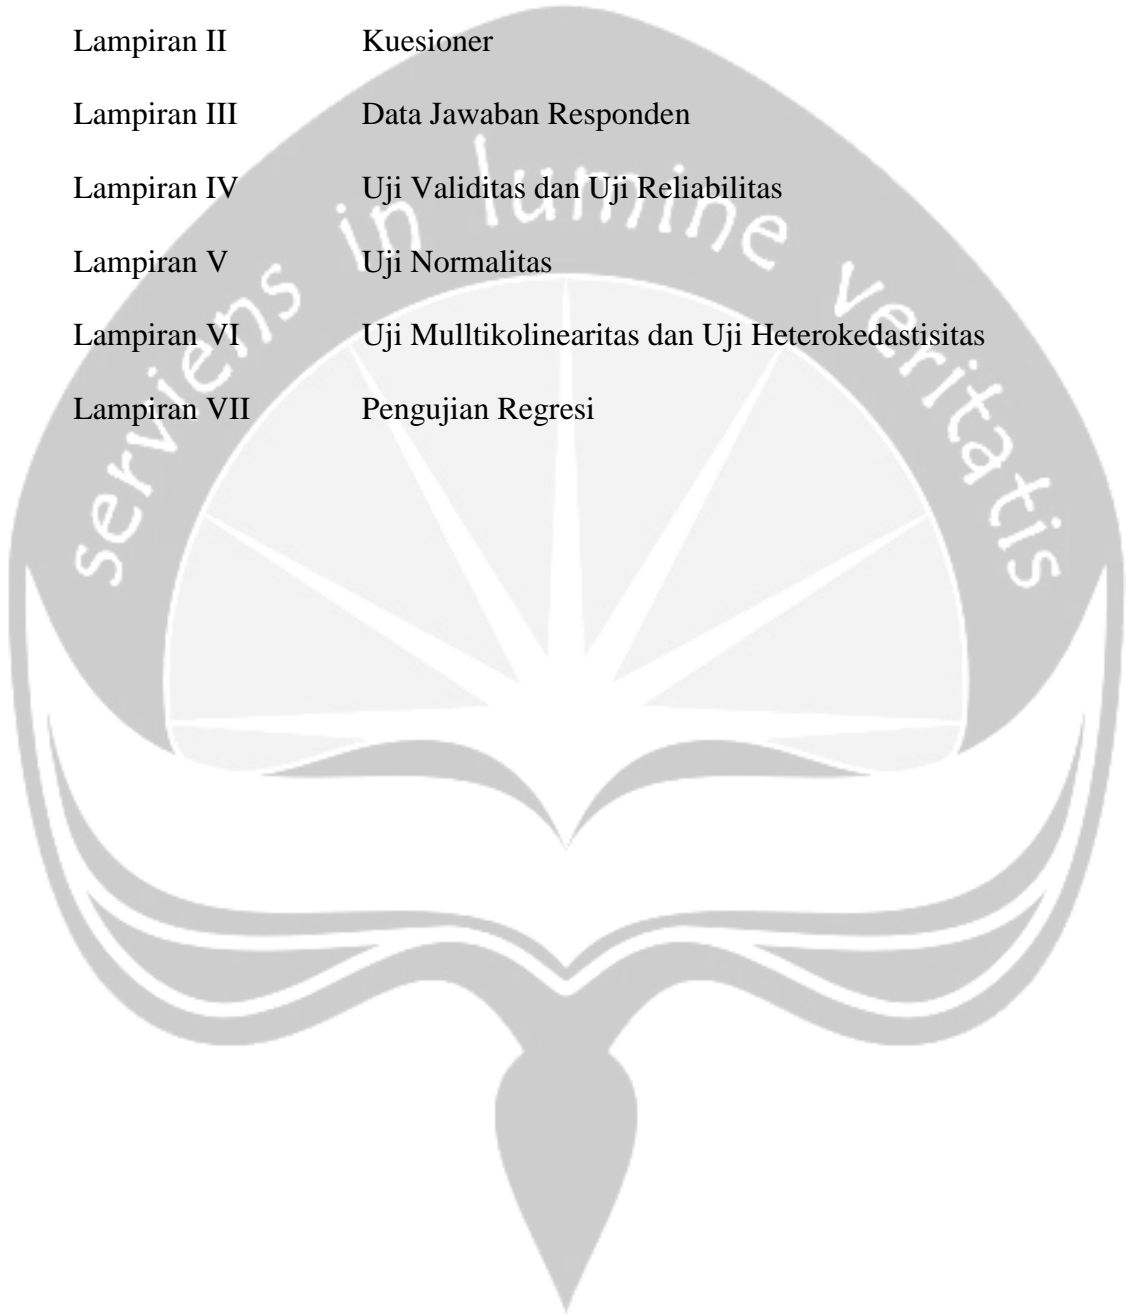 Lampiran II Kuesioner
Lampiran III Data Jawaban Responden
Lampiran IV Uji Validitas dan Uji Reliabilitas
Lampiran V Uji Normalitas
Lampiran VI Uji Mulltikolinearitas dan Uji Heterokedastisitas
Lampiran VII Pengujian Regresi
serviens in lumine veritatis